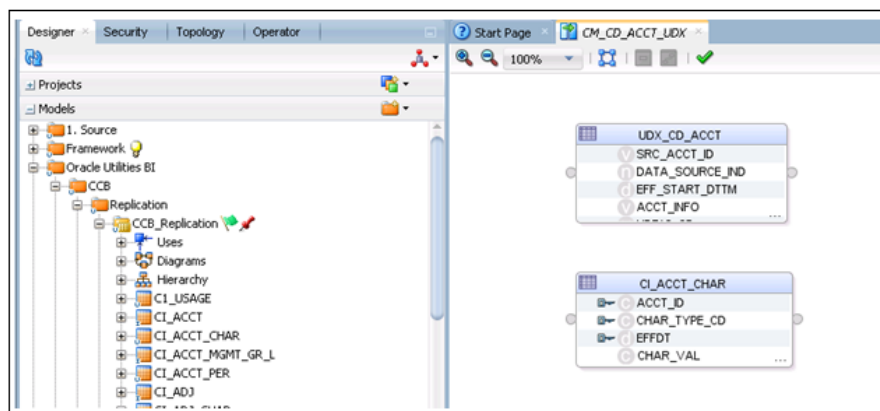 Designer Security Topology Operator
Projects
Models
1. Source
Framework
Oracle Utilities BI
CCB
Replication
CCB_Replication
Uses
Diagrams
Hierarchy
C1_USAGE
CI_ACCT
CI_ACCT_CHAR
CI_ACCT_MGMT_GR_L
CI_ACCT_PER
CI_ADJ
Start Page CM_CD_ACCT_UDX
100%
UDX_CD_ACCT
V SRC_ACCT_ID
n DATA_SOURCE_IND
d EFF_START_DTTM
V ACCT_INFO
...
CI_ACCT_CHAR
C ACCT_ID
C CHAR_TYPE_CD
d EFFDT
C CHAR_VAL
...